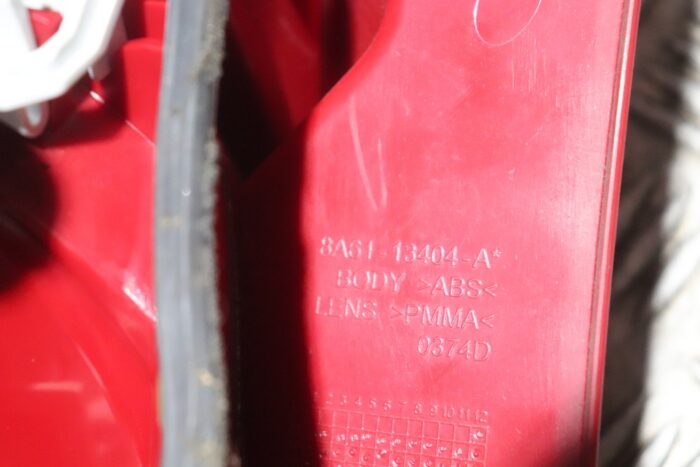 8A61-13404-A*
BODY >ABS<
LENS >PMMA<
0374D
1 2 3 4 5 6 7 8 9 10 11 12